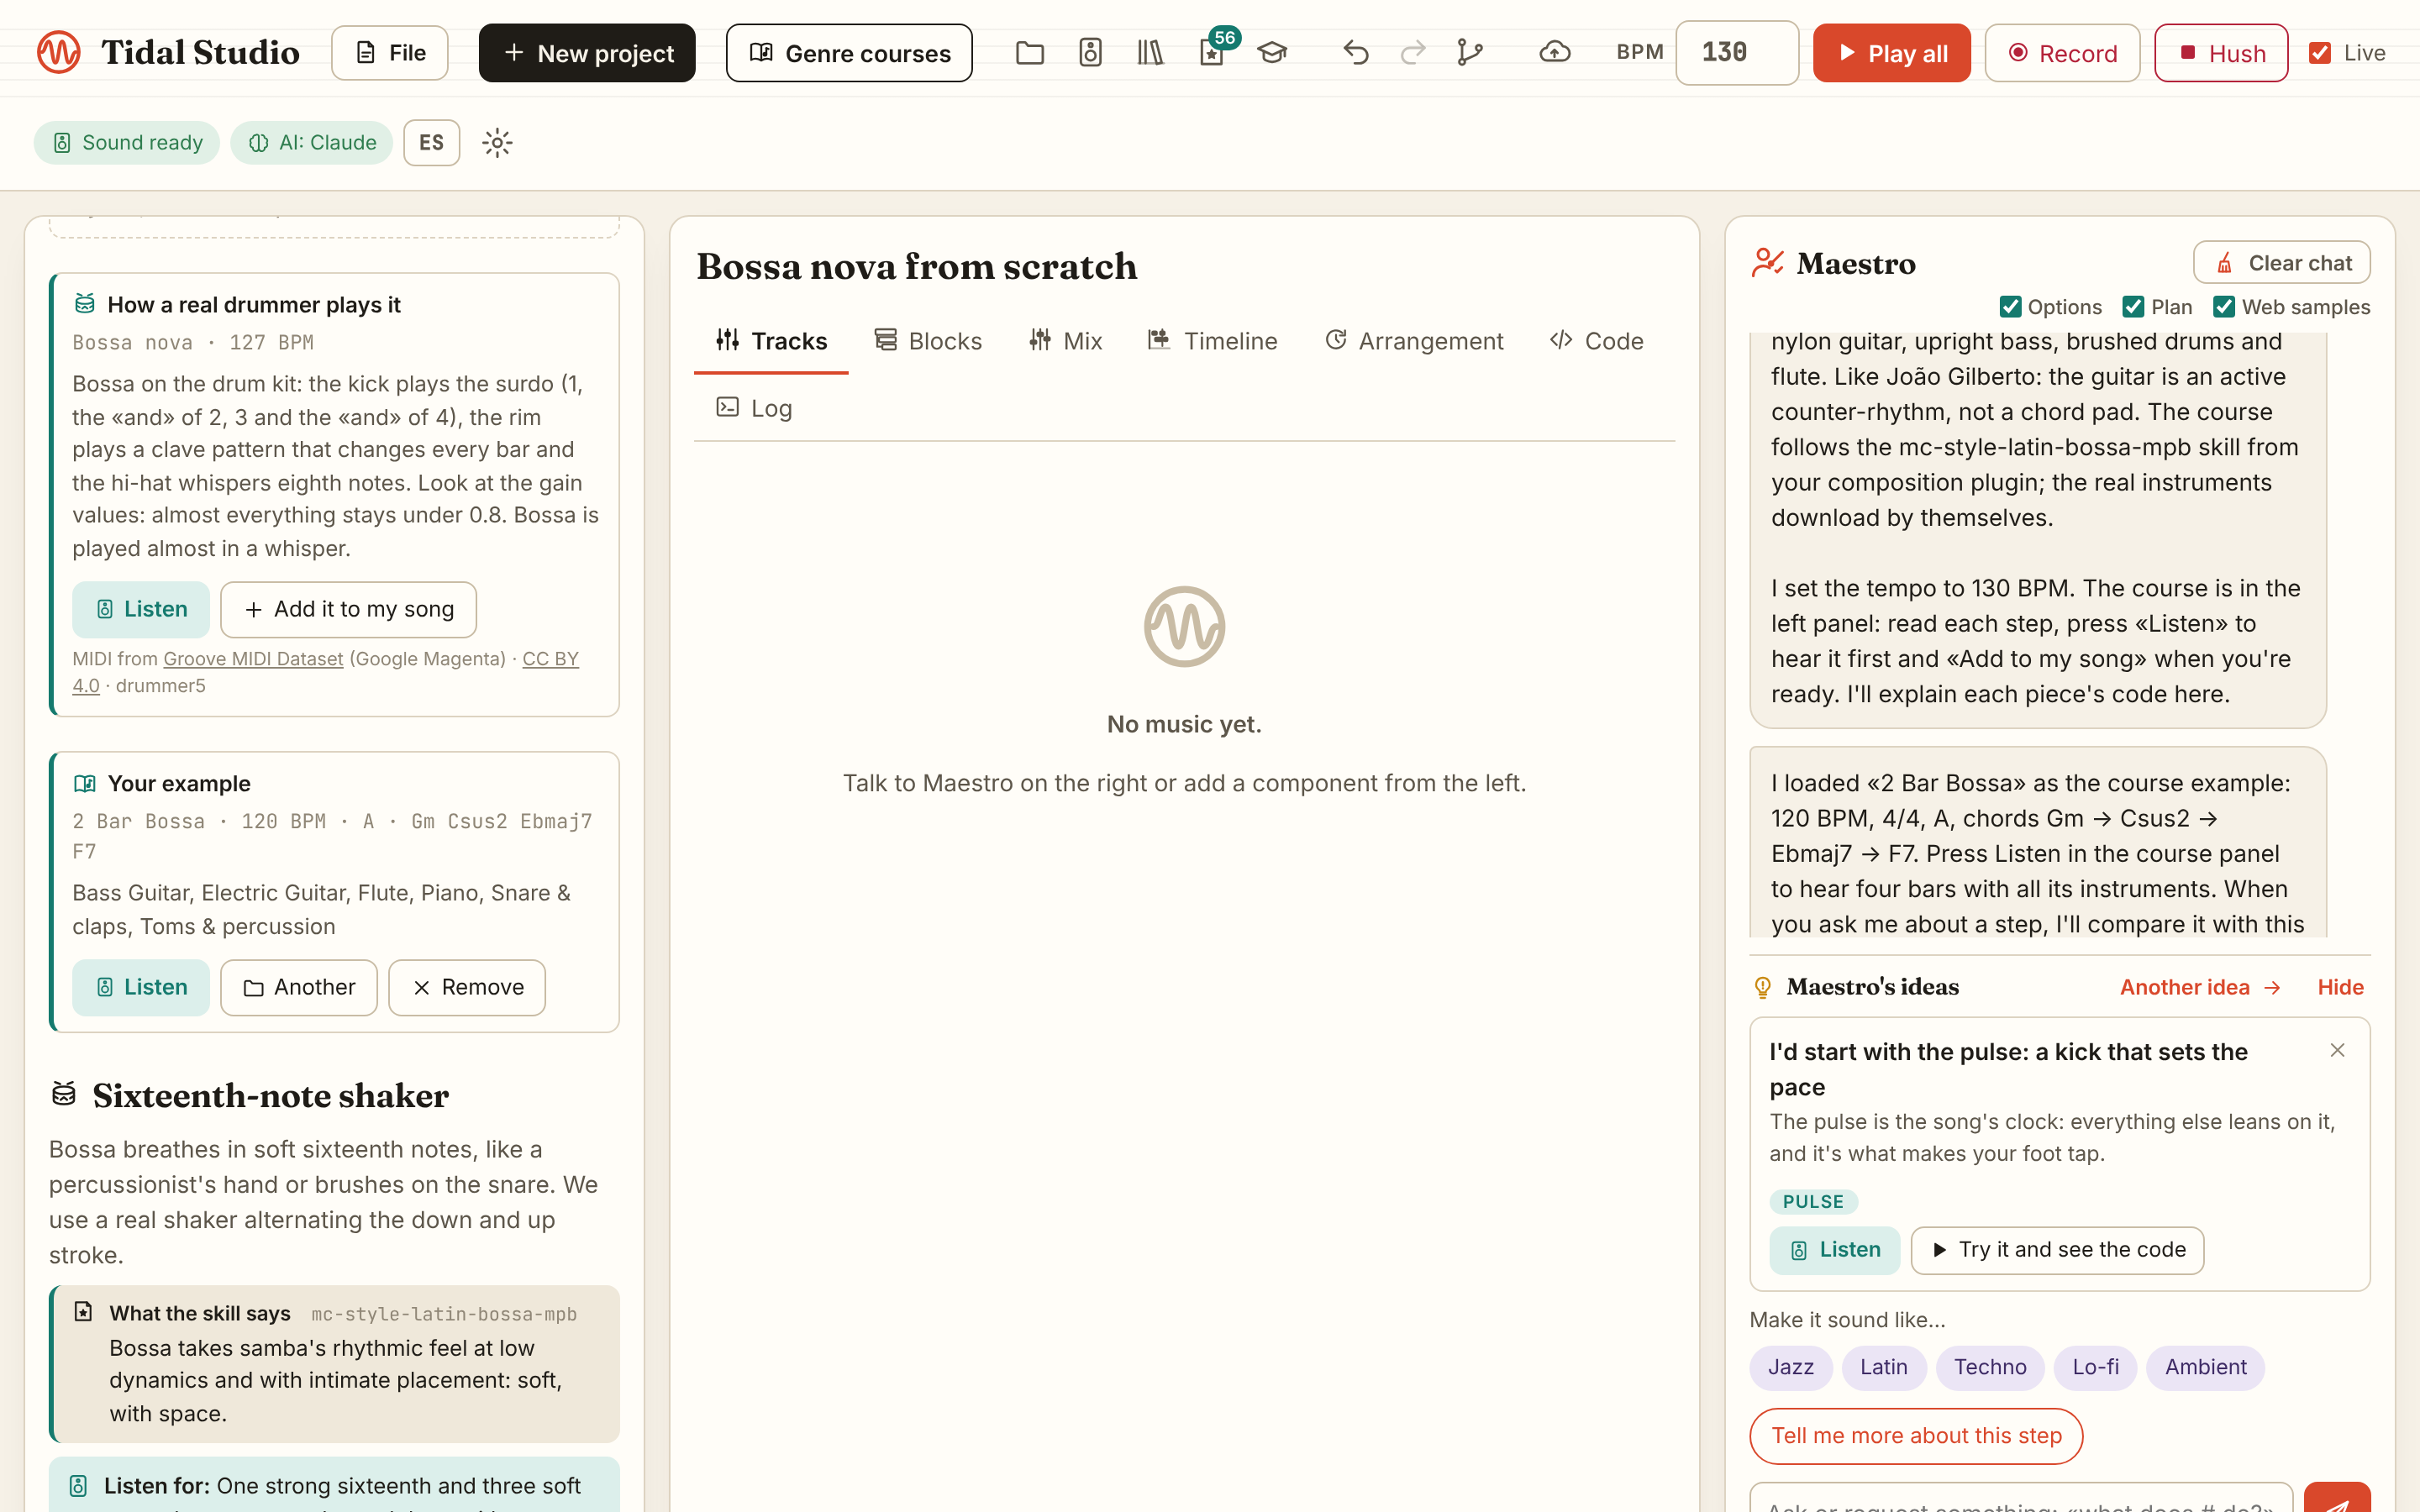 Tidal Studio
File
New project
Genre courses
56
BPM
130
Play all
Record
Hush
Live
Sound ready
AI: Claude
ES
How a real drummer plays it
Bossa nova · 127 BPM
Bossa on the drum kit: the kick plays the surdo (1,
the «and» of 2, 3 and the «and» of 4), the rim
plays a clave pattern that changes every bar and
the hi-hat whispers eighth notes. Look at the gain
values: almost everything stays under 0.8. Bossa is
played almost in a whisper.
Listen
Add it to my song
MIDI from Groove MIDI Dataset (Google Magenta) · CC BY
4.0 · drummer5
Your example
2 Bar Bossa · 120 BPM · A · Gm Csus2 Ebmaj7
F7
Bass Guitar, Electric Guitar, Flute, Piano, Snare &
claps, Toms & percussion
Listen
Another
Remove
Sixteenth-note shaker
Bossa breathes in soft sixteenth notes, like a
percussionist's hand or brushes on the snare. We
use a real shaker alternating the down and up
stroke.
What the skill says mc-style-latin-bossa-mpb
Bossa takes samba's rhythmic feel at low
dynamics and with intimate placement: soft,
with space.
Listen for: One strong sixteenth and three soft
Bossa nova from scratch
Tracks
Blocks
Mix
Timeline
Arrangement
Code
Log
No music yet.
Talk to Maestro on the right or add a component from the left.
Maestro
Clear chat
Options
Plan
Web samples
nylon guitar, upright bass, brushed drums and
flute. Like João Gilberto: the guitar is an active
counter-rhythm, not a chord pad. The course
follows the mc-style-latin-bossa-mpb skill from
your composition plugin; the real instruments
download by themselves.
I set the tempo to 130 BPM. The course is in the
left panel: read each step, press «Listen» to
hear it first and «Add to my song» when you're
ready. I'll explain each piece's code here.
I loaded «2 Bar Bossa» as the course example:
120 BPM, 4/4, A, chords Gm → Csus2 →
Ebmaj7 → F7. Press Listen in the course panel
to hear four bars with all its instruments. When
you ask me about a step, I'll compare it with this
Maestro's ideas
Another idea →
Hide
I'd start with the pulse: a kick that sets the
pace
The pulse is the song's clock: everything else leans on it,
and it's what makes your foot tap.
PULSE
Listen
Try it and see the code
Make it sound like...
Jazz
Latin
Techno
Lo-fi
Ambient
Tell me more about this step
Ask or request something: «what does # do?»